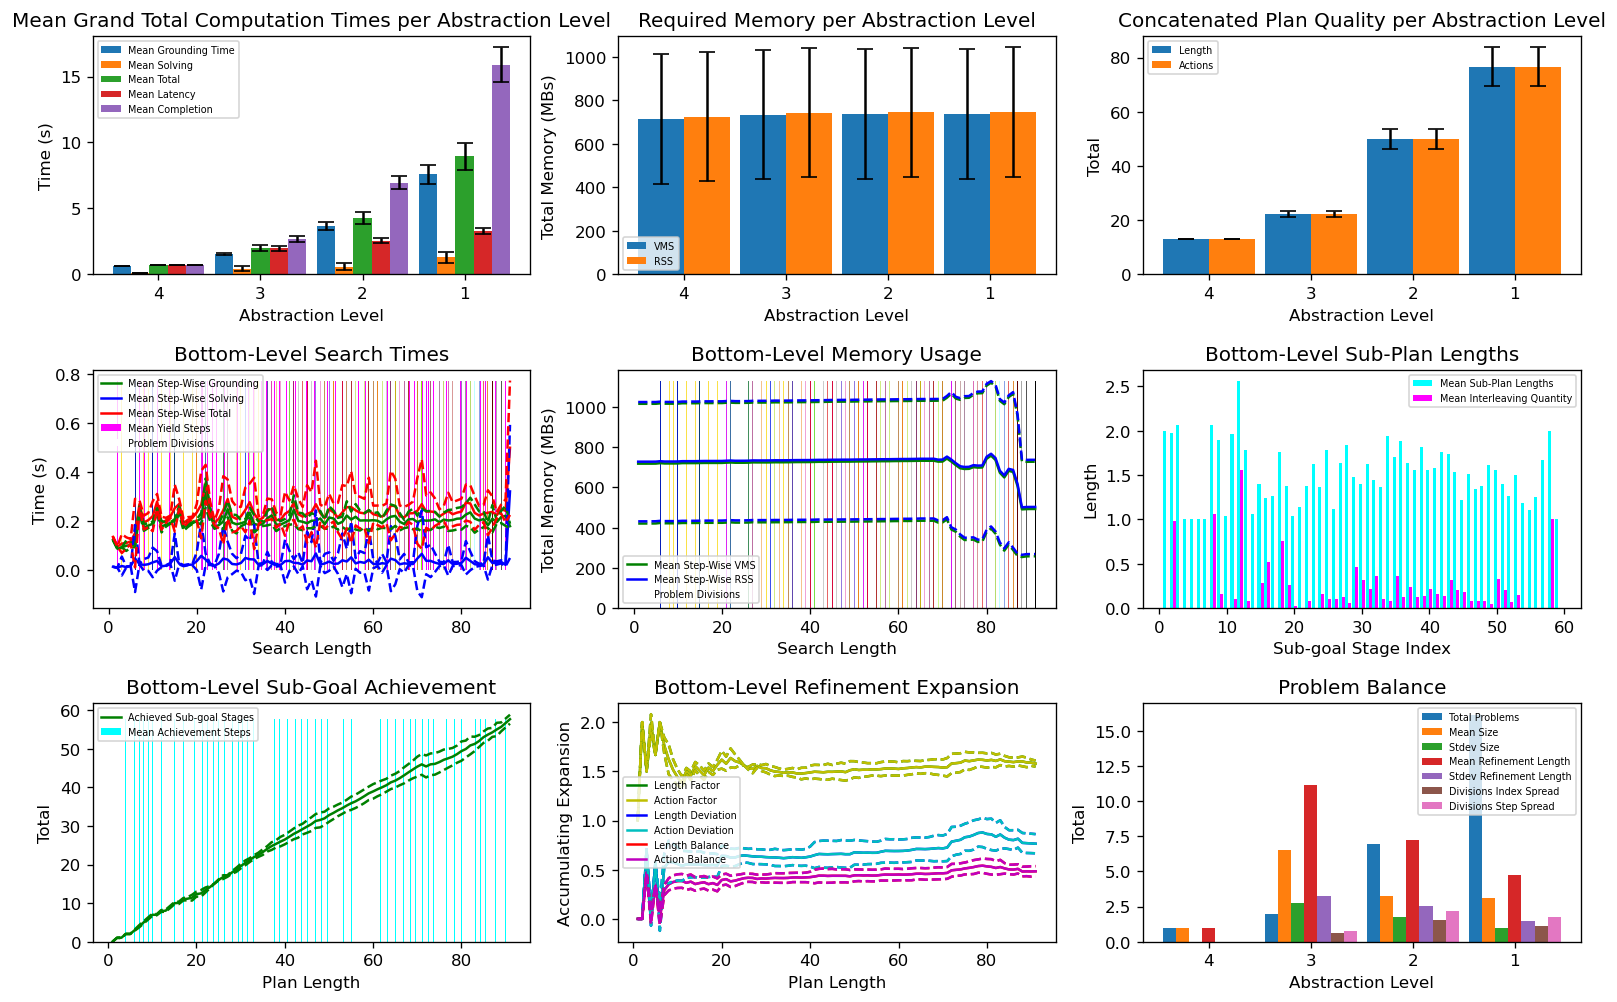 Mean Grand Total Computation Times per Abstraction Level
Time (s)
15
10
5
0
Mean Grounding Time
Mean Solving
Mean Total
Mean Latency
Mean Completion
4 3 2 1
Abstraction Level
Required Memory per Abstraction Level
Total Memory (MBs)
1000
800
600
400
200
0
VMS
RSS
4 3 2 1
Abstraction Level
Concatenated Plan Quality per Abstraction Level
Total
80
60
40
20
0
Length
Actions
4 3 2 1
Abstraction Level
Bottom-Level Search Times
Time (s)
0.8
0.6
0.4
0.2
0.0
Mean Step-Wise Grounding
Mean Step-Wise Solving
Mean Step-Wise Total
Mean Yield Steps
Problem Divisions
0 20 40 60 80
Search Length
Bottom-Level Memory Usage
Total Memory (MBs)
1000
800
600
400
200
0
Mean Step-Wise VMS
Mean Step-Wise RSS
Problem Divisions
0 20 40 60 80
Search Length
Bottom-Level Sub-Plan Lengths
Length
2.5
2.0
1.5
1.0
0.5
0.0
Mean Sub-Plan Lengths
Mean Interleaving Quantity
0 10 20 30 40 50 60
Sub-goal Stage Index
Bottom-Level Sub-Goal Achievement
Total
60
50
40
30
20
10
0
Achieved Sub-goal Stages
Mean Achievement Steps
0 20 40 60 80
Plan Length
Bottom-Level Refinement Expansion
Accumulating Expansion
2.0
1.5
1.0
0.5
0.0
Length Factor
Action Factor
Length Deviation
Action Deviation
Length Balance
Action Balance
0 20 40 60 80
Plan Length
Problem Balance
Total
15.0
12.5
10.0
7.5
5.0
2.5
0.0
Total Problems
Mean Size
Stdev Size
Mean Refinement Length
Stdev Refinement Length
Divisions Index Spread
Divisions Step Spread
4 3 2 1
Abstraction Level